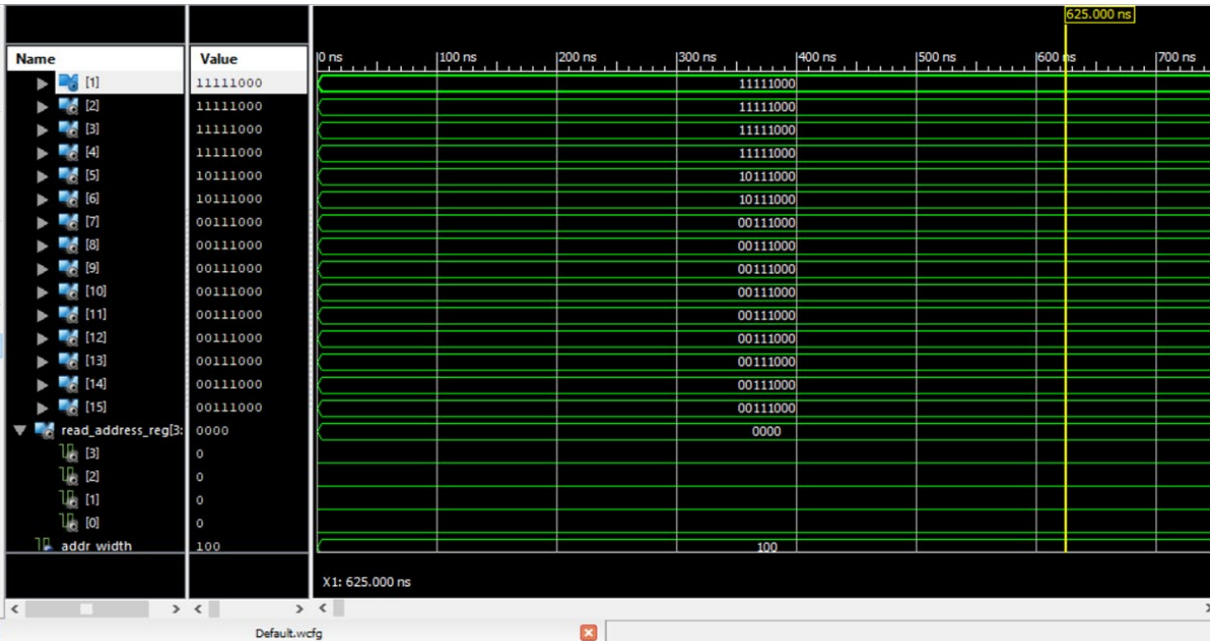 625.000 ns
Name Value 0 ns 100 ns 200 ns 300 ns 400 ns 500 ns 600 ns 700 ns
[1] 11111000 11111000
[2] 11111000 11111000
[3] 11111000 11111000
[4] 11111000 11111000
[5] 10111000 10111000
[6] 10111000 10111000
[7] 00111000 00111000
[8] 00111000 00111000
[9] 00111000 00111000
[10] 00111000 00111000
[11] 00111000 00111000
[12] 00111000 00111000
[13] 00111000 00111000
[14] 00111000 00111000
[15] 00111000 00111000
read_address_reg[3: 0000 0000
[3] 0
[2] 0
[1] 0
[0] 0
addr_width 100 100
X1: 625.000 ns
Default.wcfg